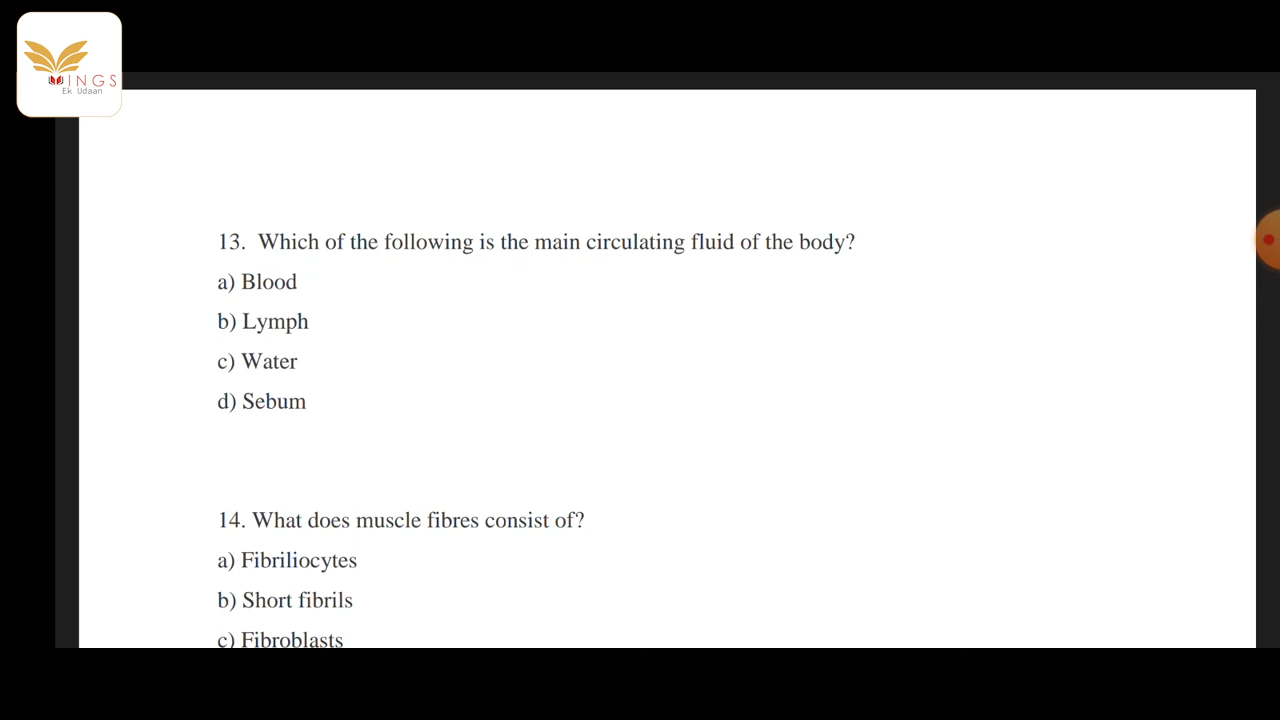 WINGS
Ek Udaan
13. Which of the following is the main circulating fluid of the body?
a) Blood
b) Lymph
c) Water
d) Sebum
14. What does muscle fibres consist of?
a) Fibriliocytes
b) Short fibrils
c) Fibroblasts